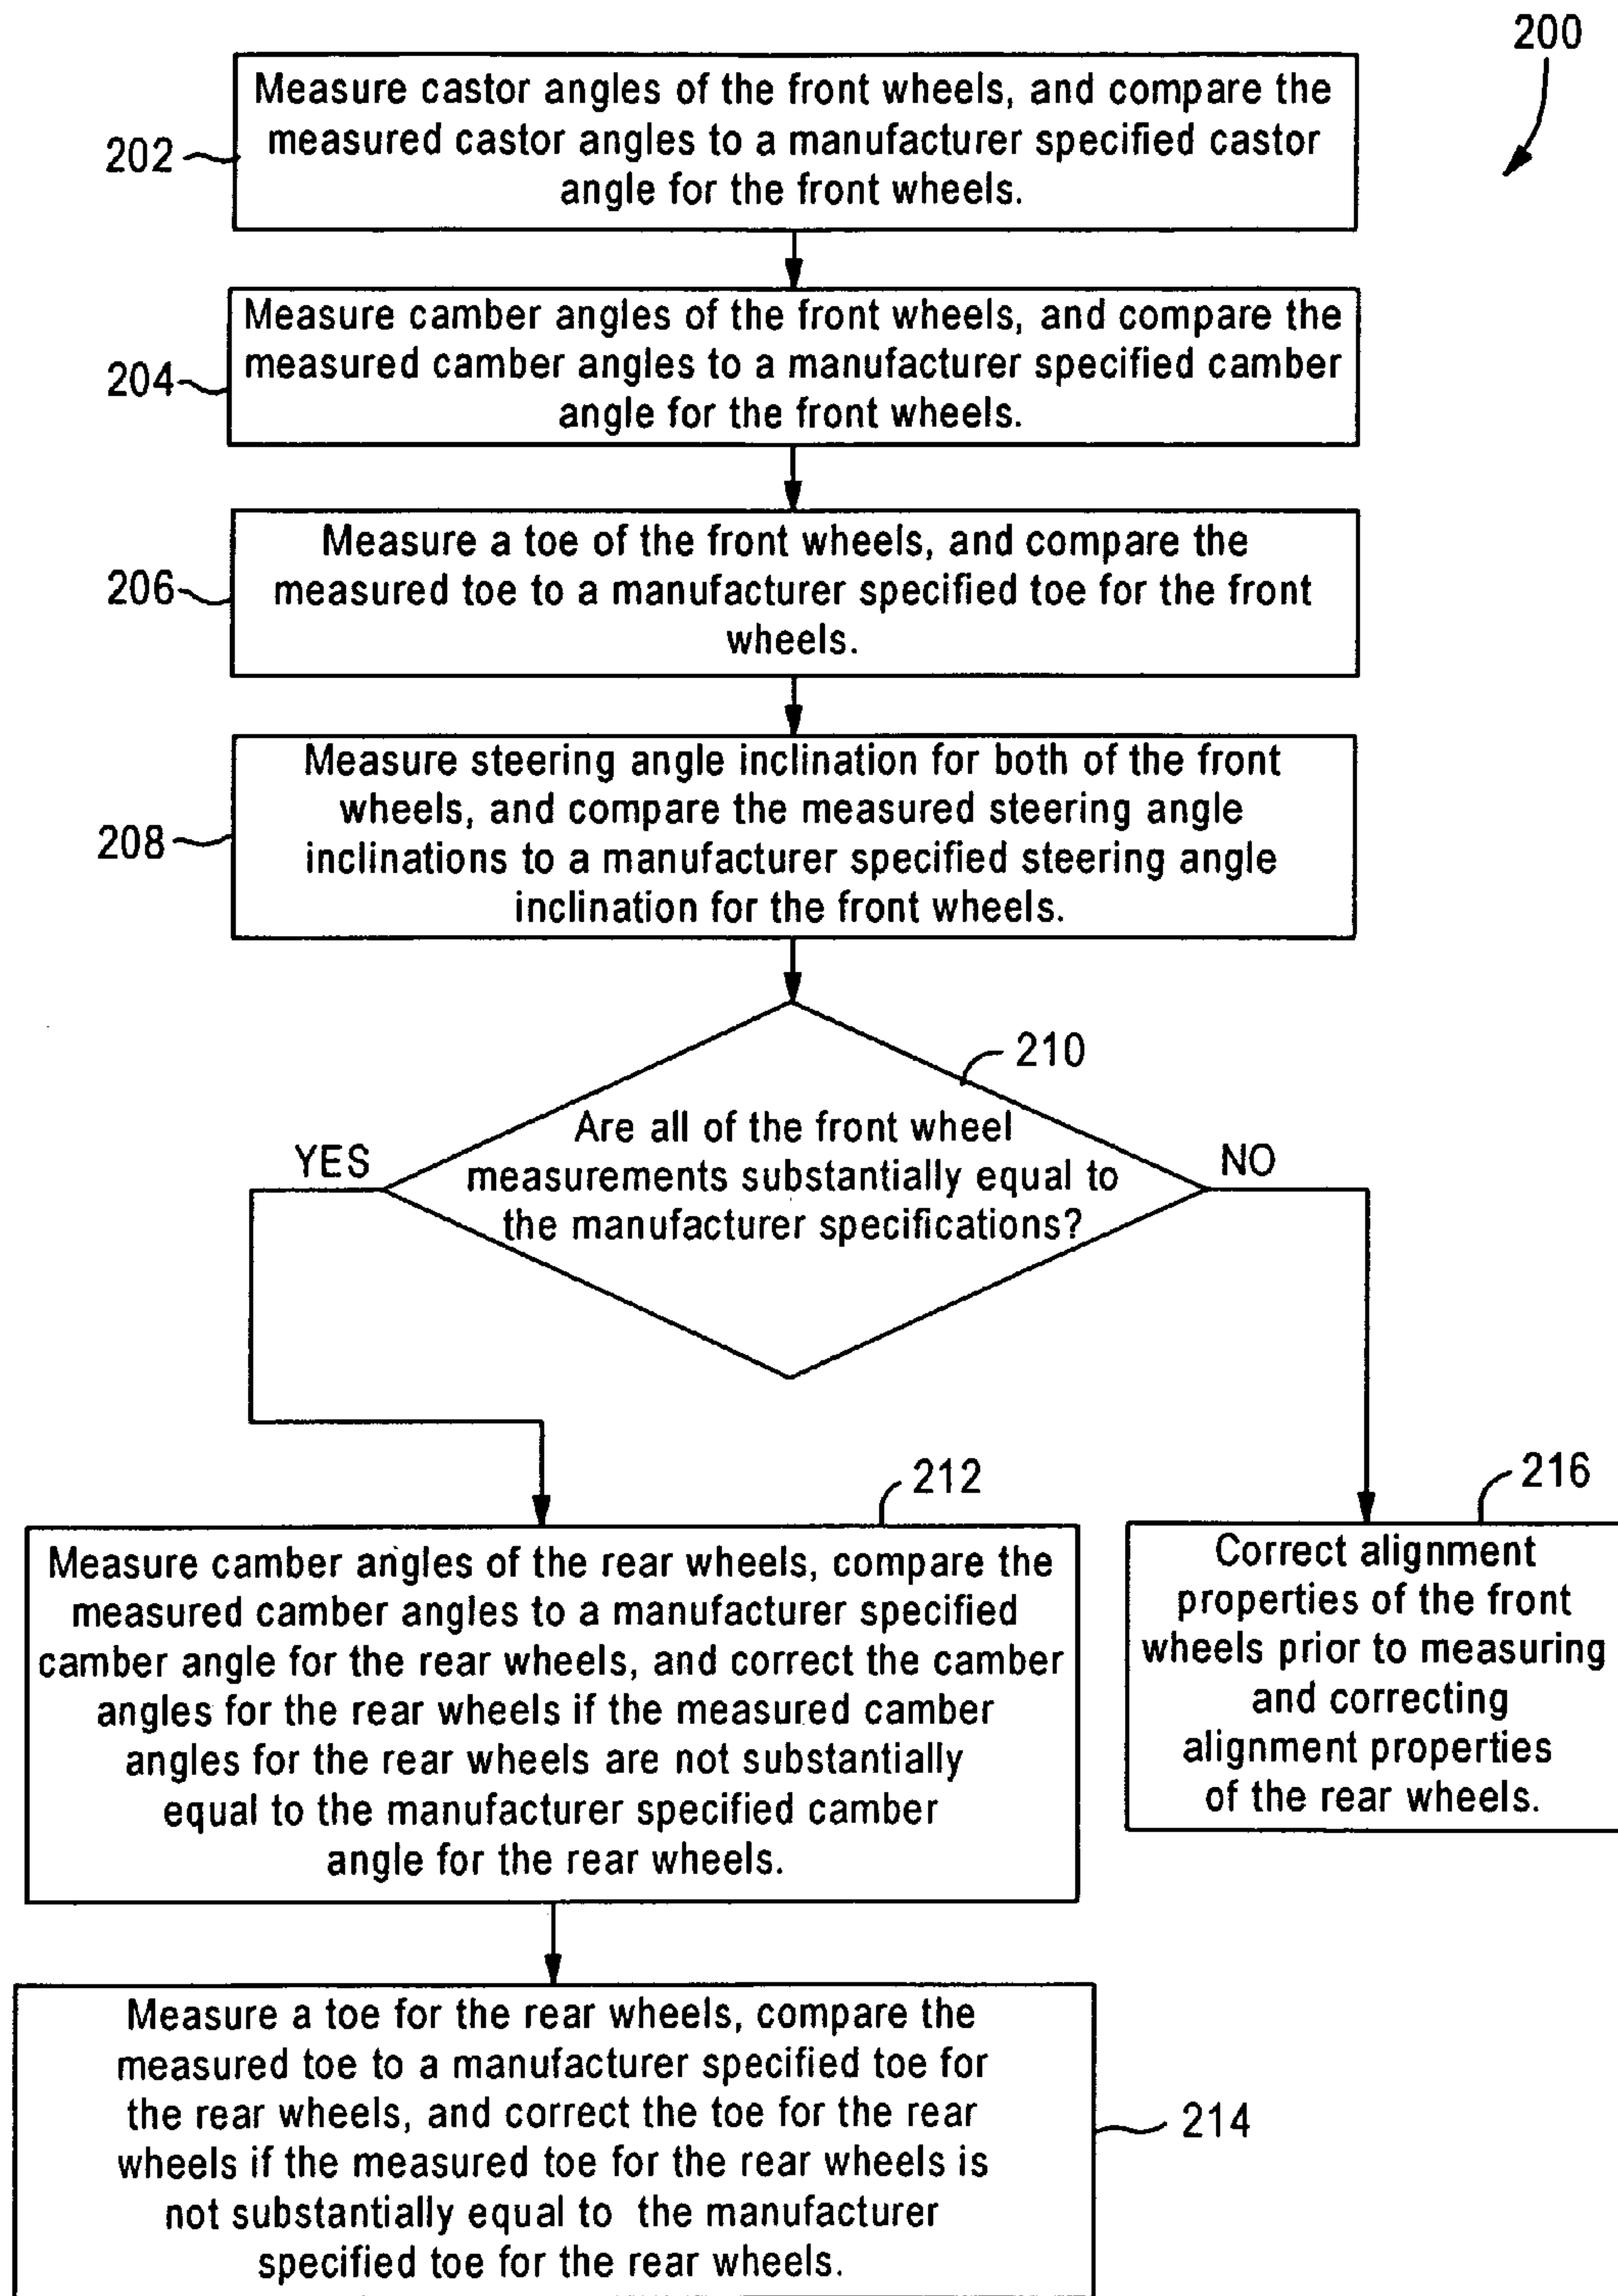 200
Measure castor angles of the front wheels, and compare the
measured castor angles to a manufacturer specified castor
angle for the front wheels.
202
Measure camber angles of the front wheels, and compare the
measured camber angles to a manufacturer specified camber
angle for the front wheels.
204
Measure a toe of the front wheels, and compare the
measured toe to a manufacturer specified toe for the front
wheels.
206
Measure steering angle inclination for both of the front
wheels, and compare the measured steering angle
inclinations to a manufacturer specified steering angle
inclination for the front wheels.
208
210
Are all of the front wheel
measurements substantially equal to
the manufacturer specifications?
YES
NO
212
Measure camber angles of the rear wheels, compare the
measured camber angles to a manufacturer specified
camber angle for the rear wheels, and correct the camber
angles for the rear wheels if the measured camber
angles for the rear wheels are not substantially
equal to the manufacturer specified camber
angle for the rear wheels.
216
Correct alignment
properties of the front
wheels prior to measuring
and correcting
alignment properties
of the rear wheels.
Measure a toe for the rear wheels, compare the
measured toe to a manufacturer specified toe for
the rear wheels, and correct the toe for the rear
wheels if the measured toe for the rear wheels is
not substantially equal to the manufacturer
specified toe for the rear wheels.
214